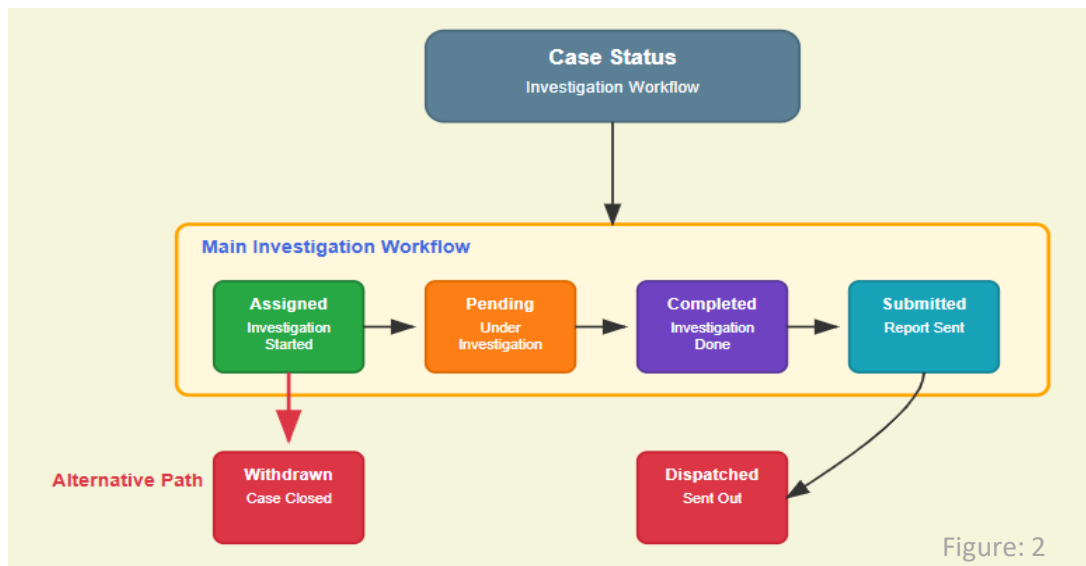 Case Status
Investigation Workflow
Main Investigation Workflow
Assigned
Investigation
Started
Pending
Under
Investigation
Completed
Investigation
Done
Submitted
Report Sent
Alternative Path
Withdrawn
Case Closed
Dispatched
Sent Out
Figure: 2